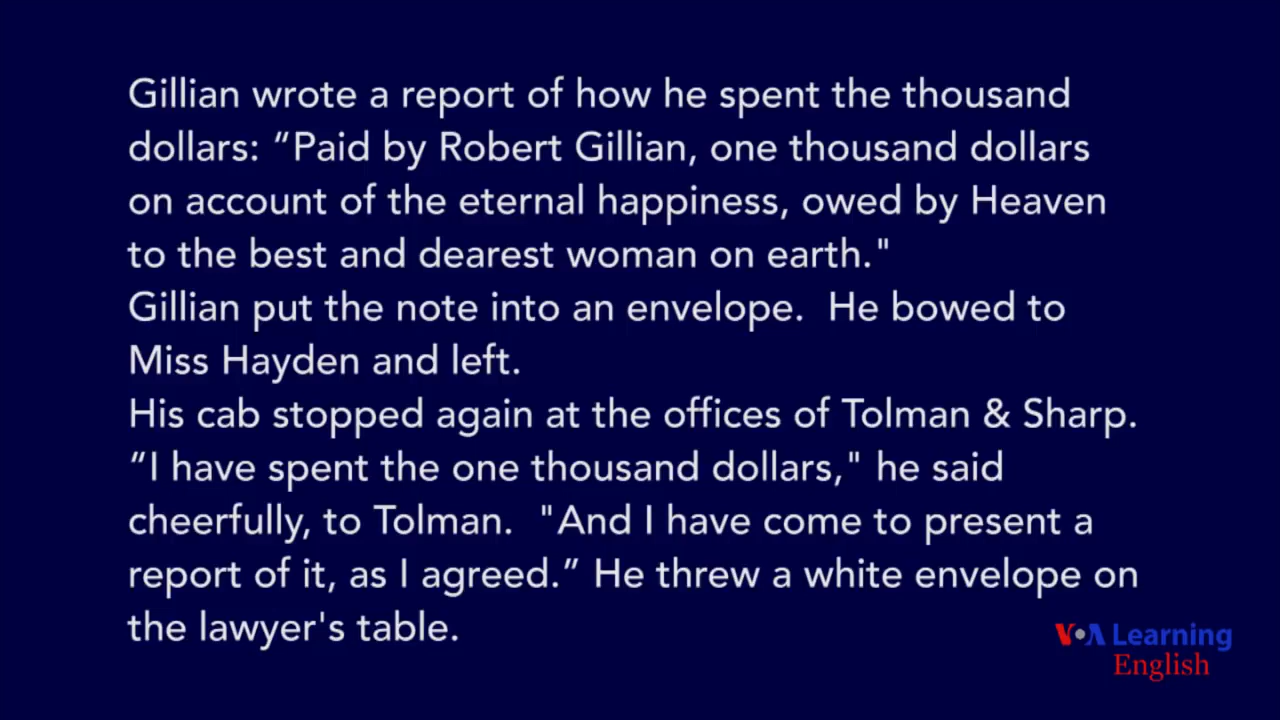 Gillian wrote a report of how he spent the thousand
dollars: “Paid by Robert Gillian, one thousand dollars
on account of the eternal happiness, owed by Heaven
to the best and dearest woman on earth."
Gillian put the note into an envelope.  He bowed to
Miss Hayden and left.
His cab stopped again at the offices of Tolman & Sharp.
“I have spent the one thousand dollars," he said
cheerfully, to Tolman.  "And I have come to present a
report of it, as I agreed.” He threw a white envelope on
the lawyer's table.
VOA Learning
English